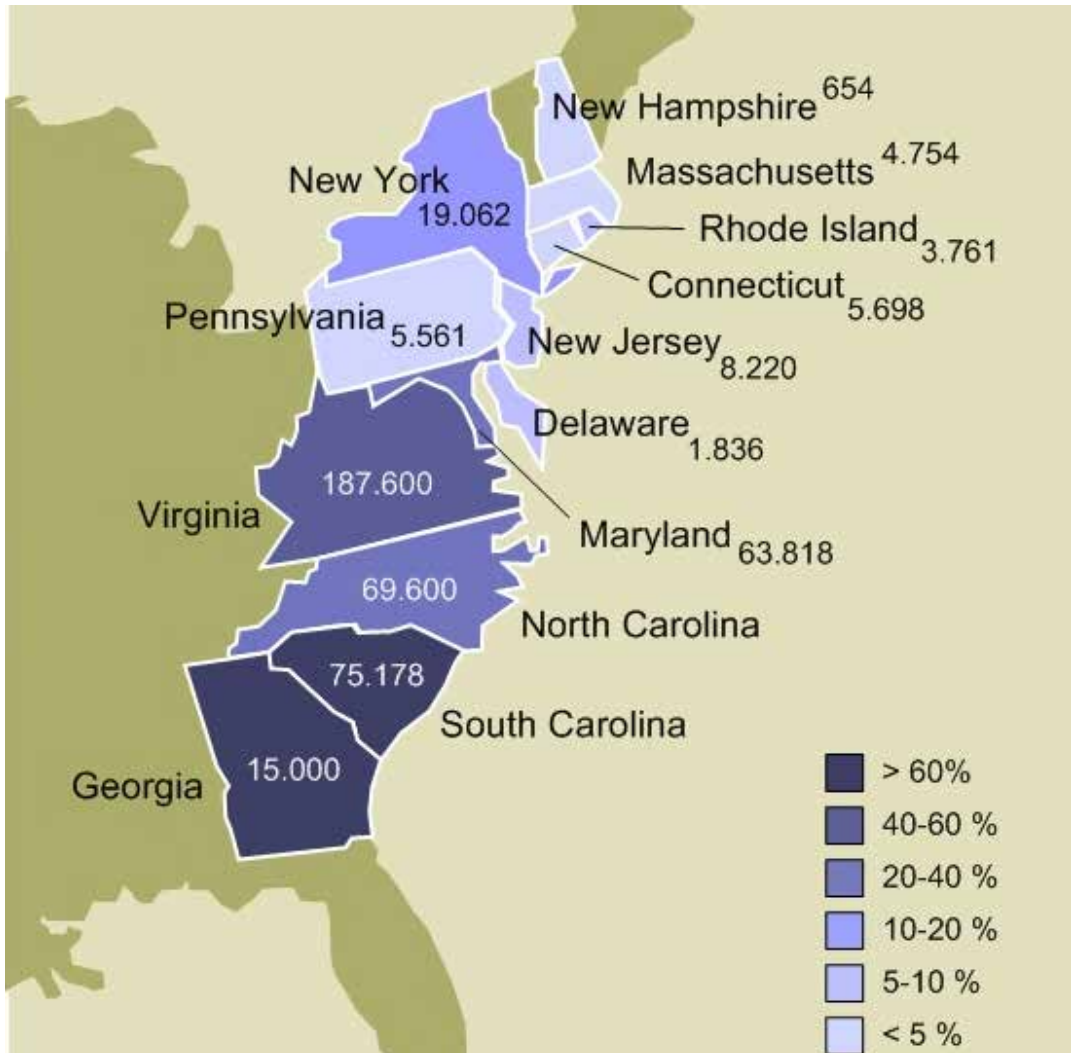 New Hampshire 654
Massachusetts 4.754
New York
19.062
Rhode Island 3.761
Connecticut 5.698
Pennsylvania 5.561
New Jersey 8.220
Delaware 1.836
187.600
Virginia
Maryland 63.818
69.600
North Carolina
75.178
South Carolina
15.000
Georgia
> 60%
40-60 %
20-40 %
10-20 %
5-10 %
< 5 %